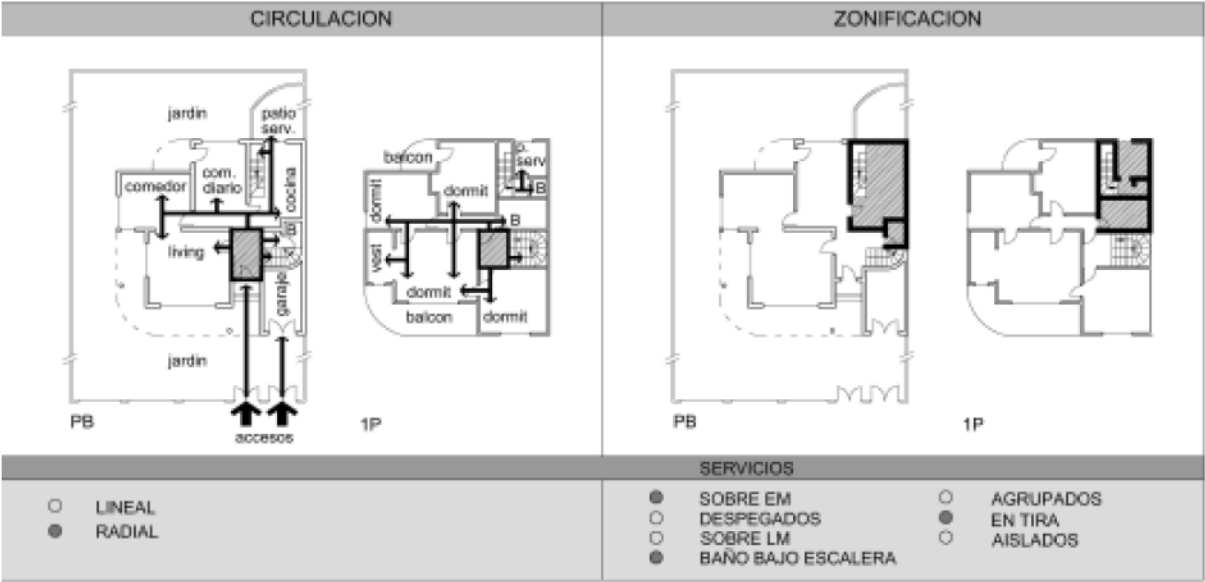 CIRCULACION
ZONIFICACION
jardin
patio
serv.
comedor
com.
diario
cocina
B
living
garaje
jardin
PB
accesos
balcon
p.
serv
B
dormit
dormit
B
vest
dormit
balcon
dormit
1P
PB
1P
SERVICIOS
LINEAL
RADIAL
SOBRE EM
DESPEGADOS
SOBRE LM
BAÑO BAJO ESCALERA
AGRUPADOS
EN TIRA
AISLADOS